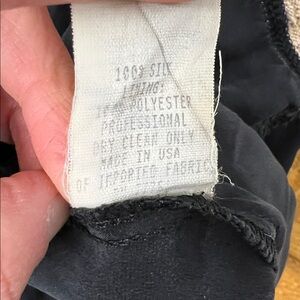 100% SILK
LINING:
100% POLYESTER
PROFESSIONAL
DRY CLEAN ONLY
MADE IN USA
OF IMPORTED FABRIC